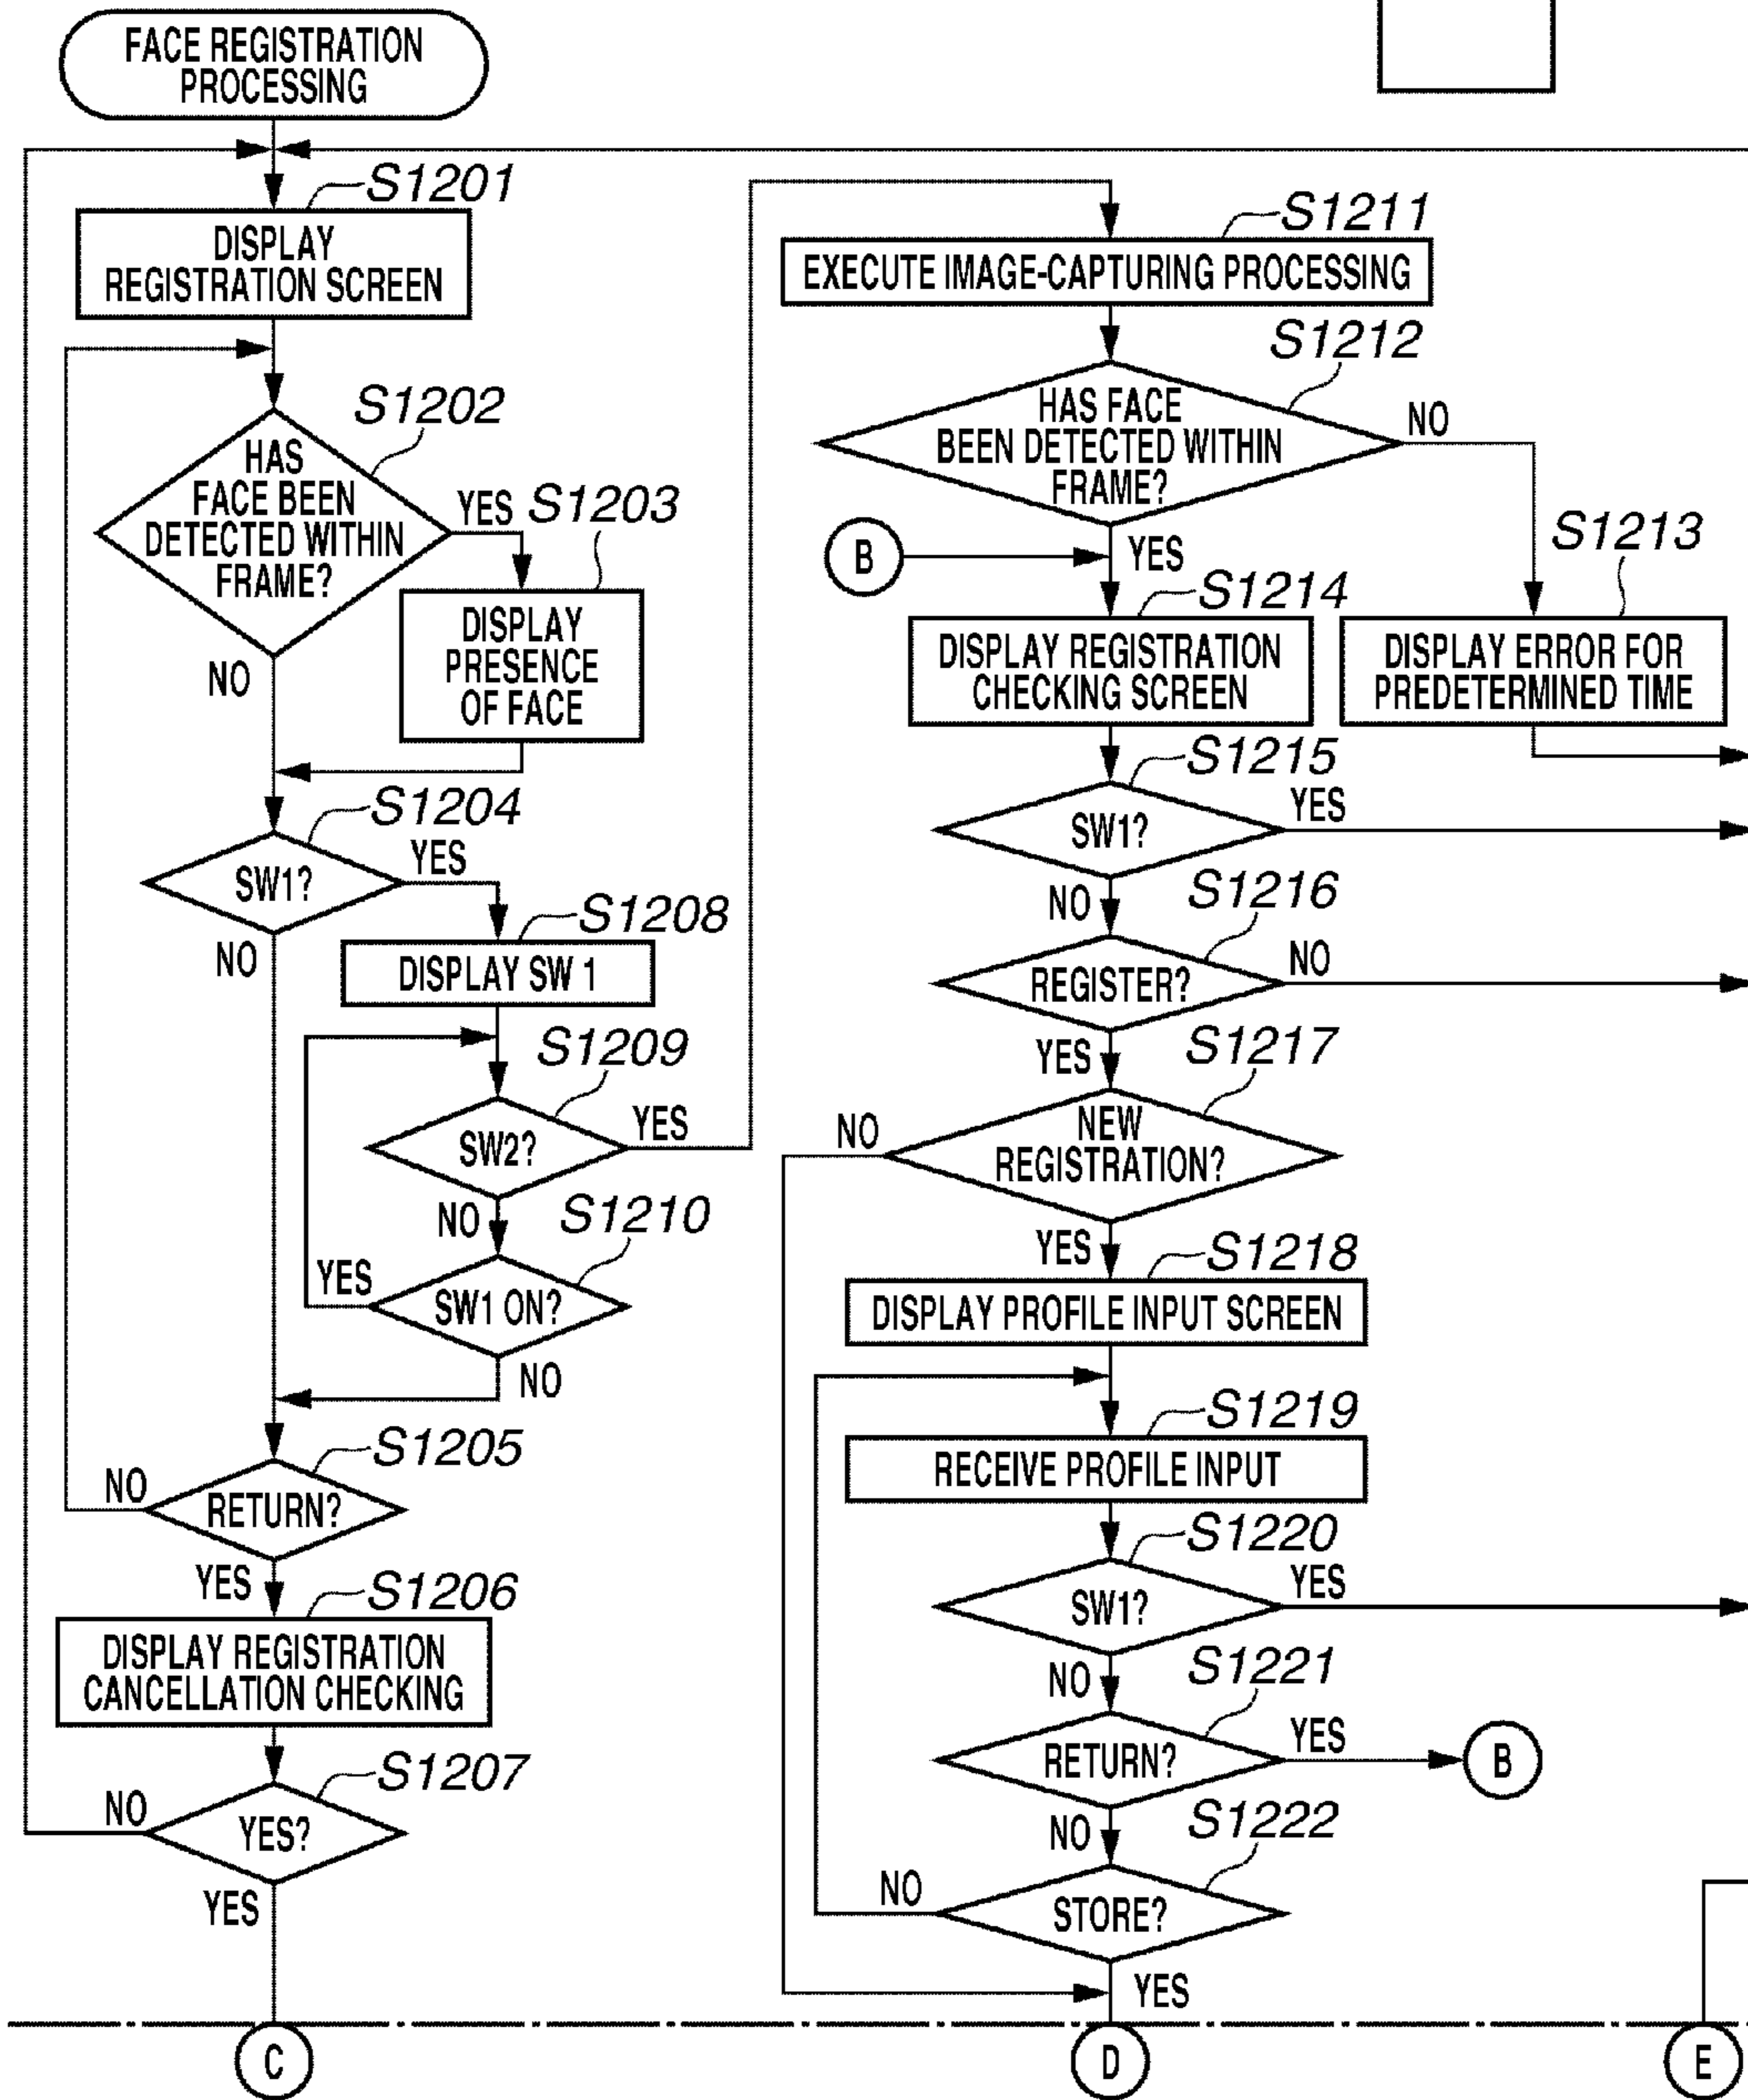 FACE REGISTRATION
PROCESSING
S1201
DISPLAY
REGISTRATION SCREEN
S1202
HAS
FACE BEEN
DETECTED WITHIN
FRAME?
YES
S1203
DISPLAY
PRESENCE
OF FACE
NO
S1204
SW1?
YES
NO
S1208
DISPLAY SW 1
S1209
SW2?
YES
NO
S1210
SW1 ON?
YES
NO
S1205
RETURN?
NO
YES
S1206
DISPLAY REGISTRATION
CANCELLATION CHECKING
S1207
YES?
NO
YES
C
S1211
EXECUTE IMAGE-CAPTURING PROCESSING
S1212
HAS FACE
BEEN DETECTED WITHIN
FRAME?
NO
YES
B
S1213
DISPLAY ERROR FOR
PREDETERMINED TIME
S1214
DISPLAY REGISTRATION
CHECKING SCREEN
S1215
SW1?
YES
NO
S1216
REGISTER?
NO
YES
S1217
NEW
REGISTRATION?
NO
YES
S1218
DISPLAY PROFILE INPUT SCREEN
S1219
RECEIVE PROFILE INPUT
S1220
SW1?
YES
NO
S1221
RETURN?
YES
B
NO
S1222
STORE?
NO
YES
D
E